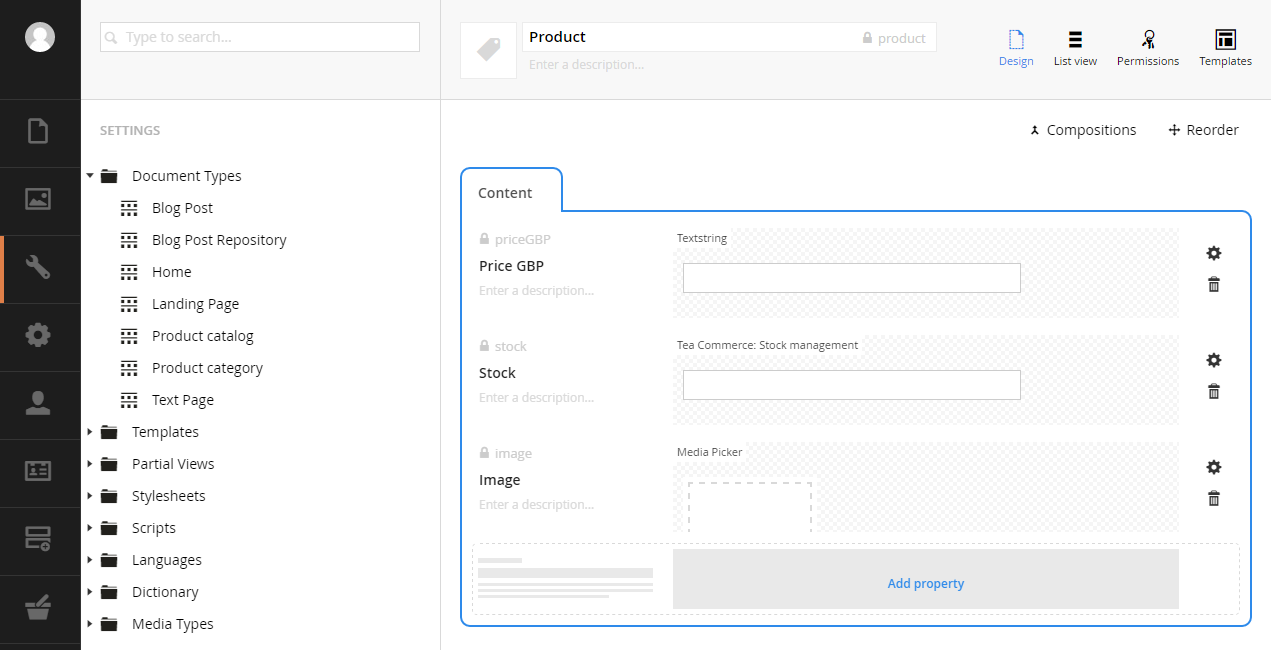 Type to search...
Product
product
Enter a description...
Design
List view
Permissions
Templates
SETTINGS
Document Types
Blog Post
Blog Post Repository
Home
Landing Page
Product catalog
Product category
Text Page
Templates
Partial Views
Stylesheets
Scripts
Languages
Dictionary
Media Types
Compositions
Reorder
Content
priceGBP
Price GBP
Enter a description...
Textstring
stock
Stock
Enter a description...
Tea Commerce: Stock management
image
Image
Enter a description...
Media Picker
Add property